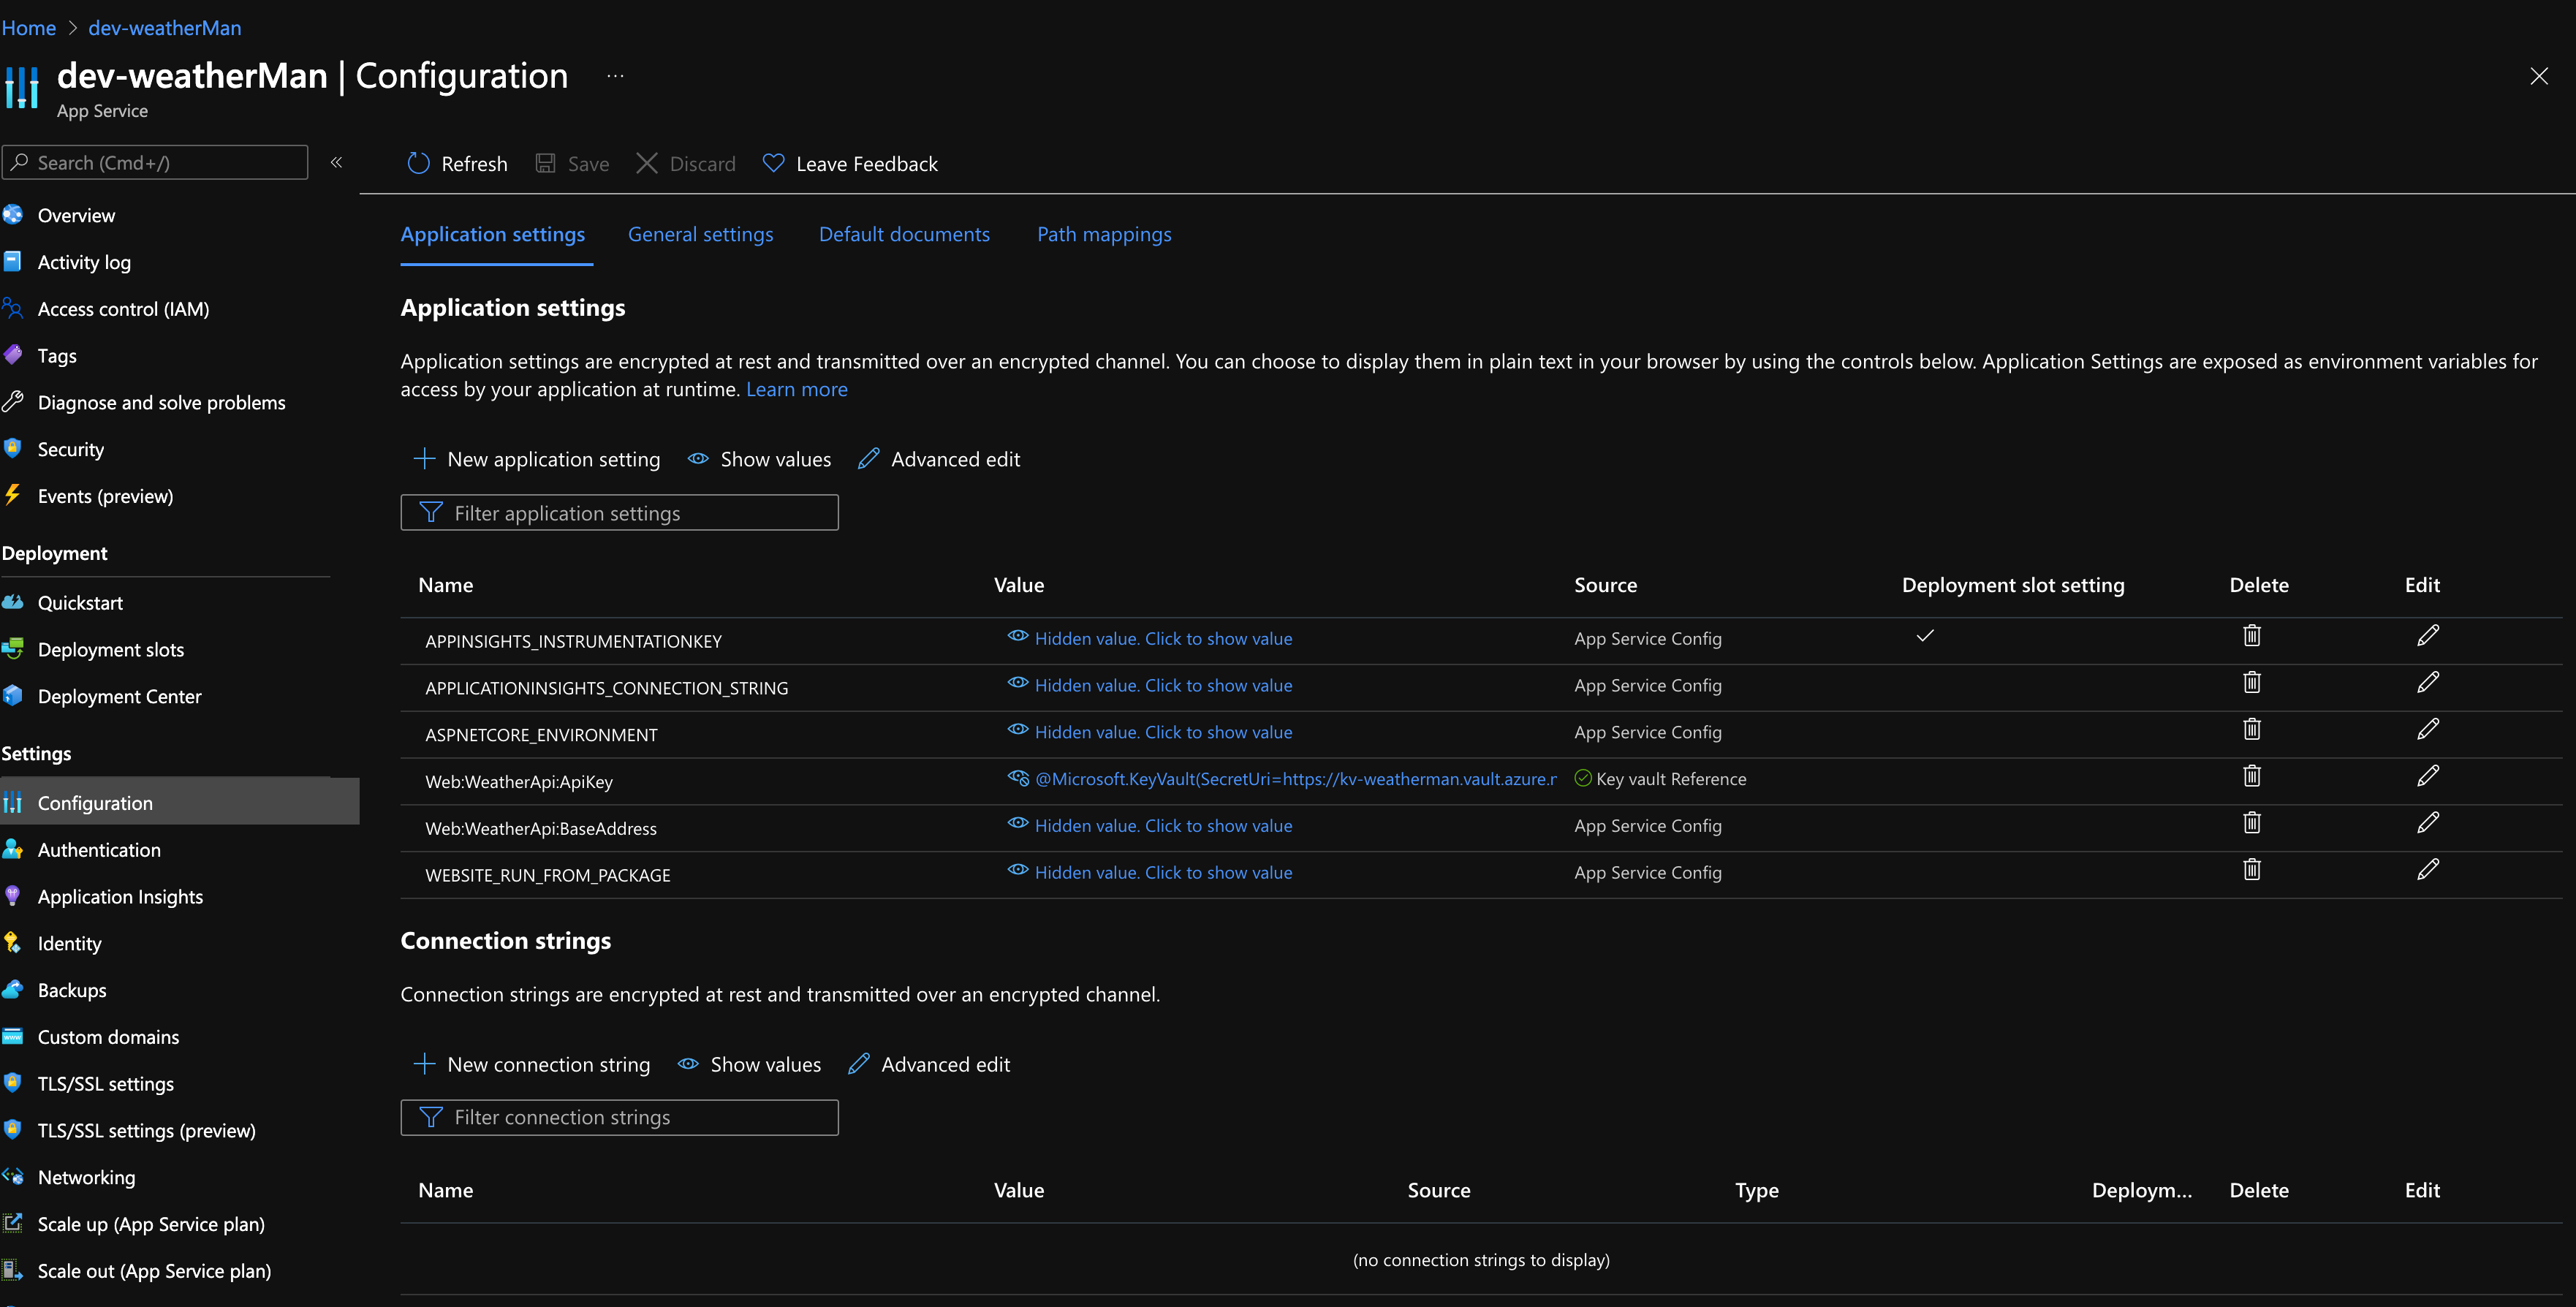 Home > dev-weatherMan
dev-weatherMan | Configuration ...
App Service
Search (Cmd+/)
«
Overview
Activity log
Access control (IAM)
Tags
Diagnose and solve problems
Security
Events (preview)
Deployment
Quickstart
Deployment slots
Deployment Center
Settings
Configuration
Authentication
Application Insights
Identity
Backups
Custom domains
TLS/SSL settings
TLS/SSL settings (preview)
Networking
Scale up (App Service plan)
Scale out (App Service plan)
Refresh Save Discard Leave Feedback
Application settings General settings Default documents Path mappings
Application settings
Application settings are encrypted at rest and transmitted over an encrypted channel. You can choose to display them in plain text in your browser by using the controls below. Application Settings are exposed as environment variables for
access by your application at runtime. Learn more
New application setting Show values Advanced edit
Filter application settings
Name Value Source Deployment slot setting Delete Edit
APPINSIGHTS_INSTRUMENTATIONKEY Hidden value. Click to show value App Service Config
APPLICATIONINSIGHTS_CONNECTION_STRING Hidden value. Click to show value App Service Config
ASPNETCORE_ENVIRONMENT Hidden value. Click to show value App Service Config
Web:WeatherApi:ApiKey @Microsoft.KeyVault(SecretUri=https://kv-weatherman.vault.azure.r Key vault Reference
Web:WeatherApi:BaseAddress Hidden value. Click to show value App Service Config
WEBSITE_RUN_FROM_PACKAGE Hidden value. Click to show value App Service Config
Connection strings
Connection strings are encrypted at rest and transmitted over an encrypted channel.
New connection string Show values Advanced edit
Filter connection strings
Name Value Source Type Deploym... Delete Edit
(no connection strings to display)